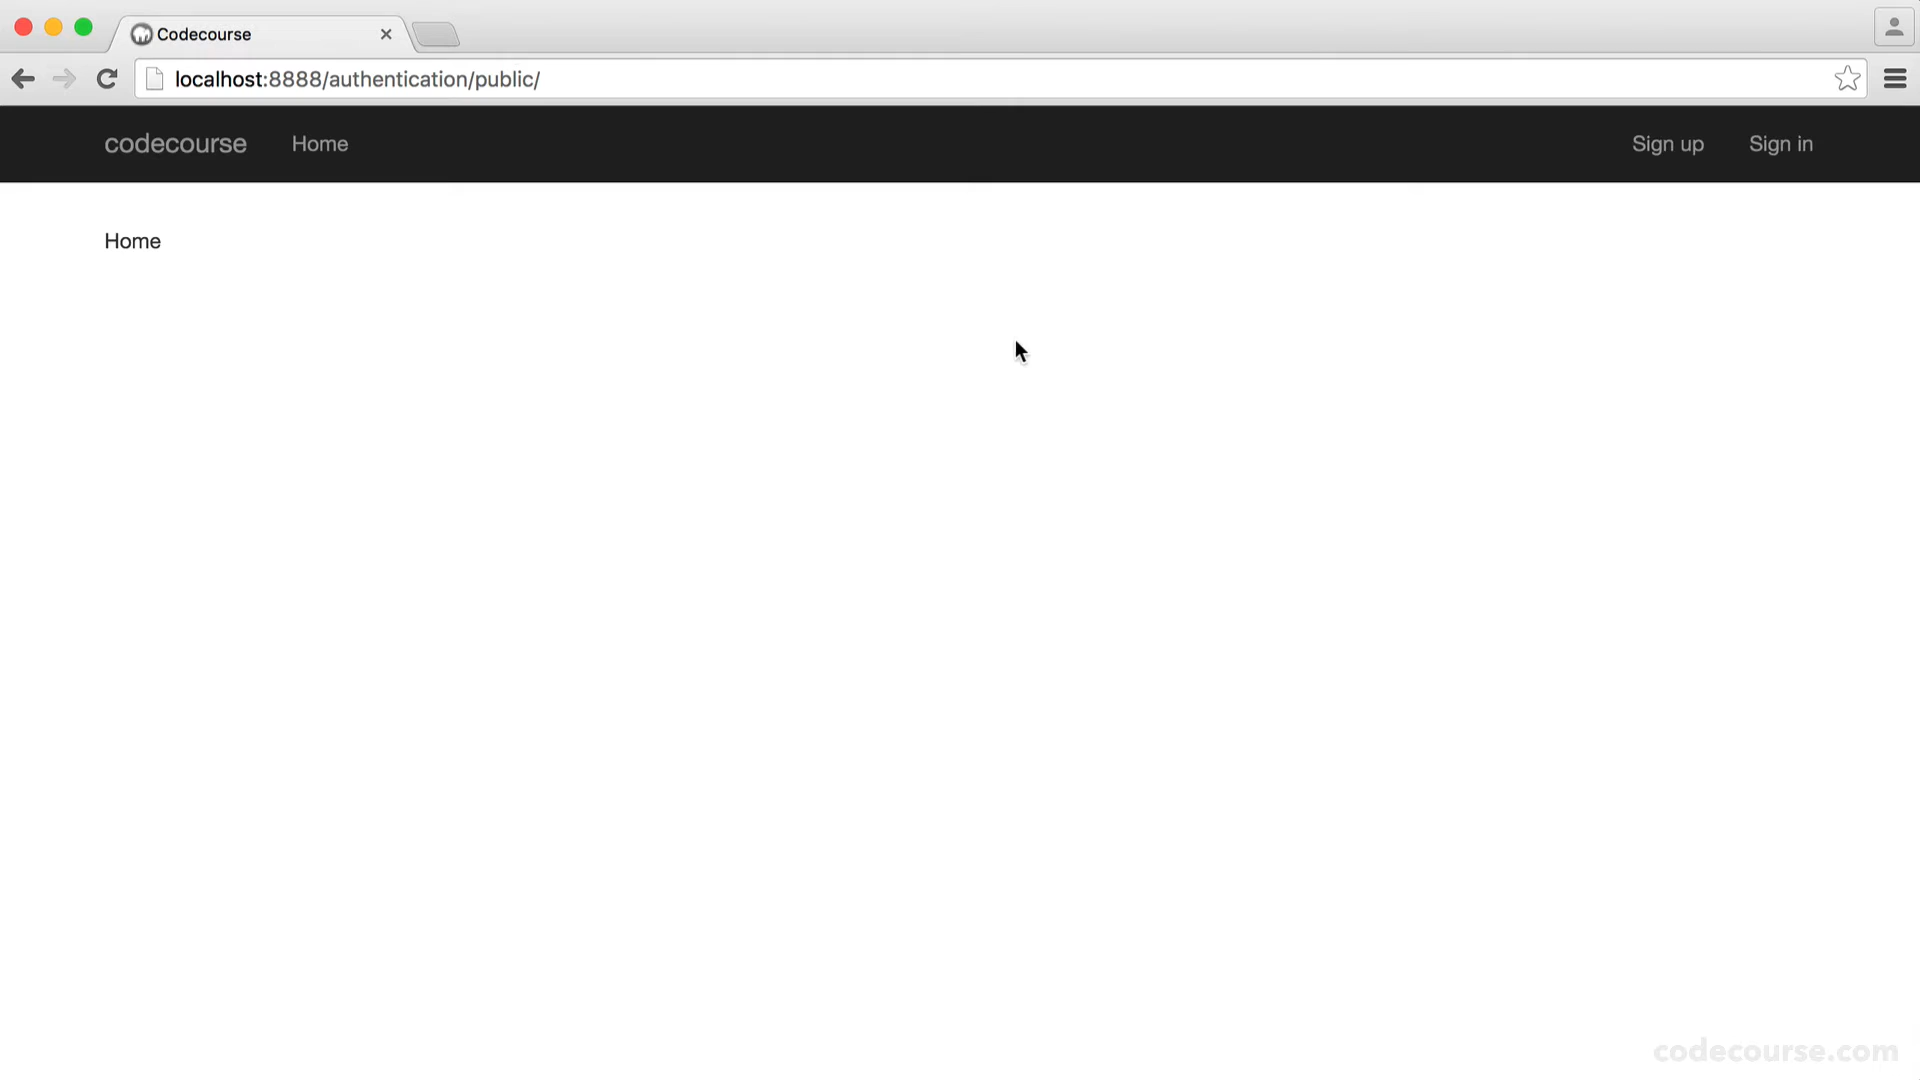 Codecourse
localhost:8888/authentication/public/
codecourse Home Sign up Sign in
Home
codecourse.com